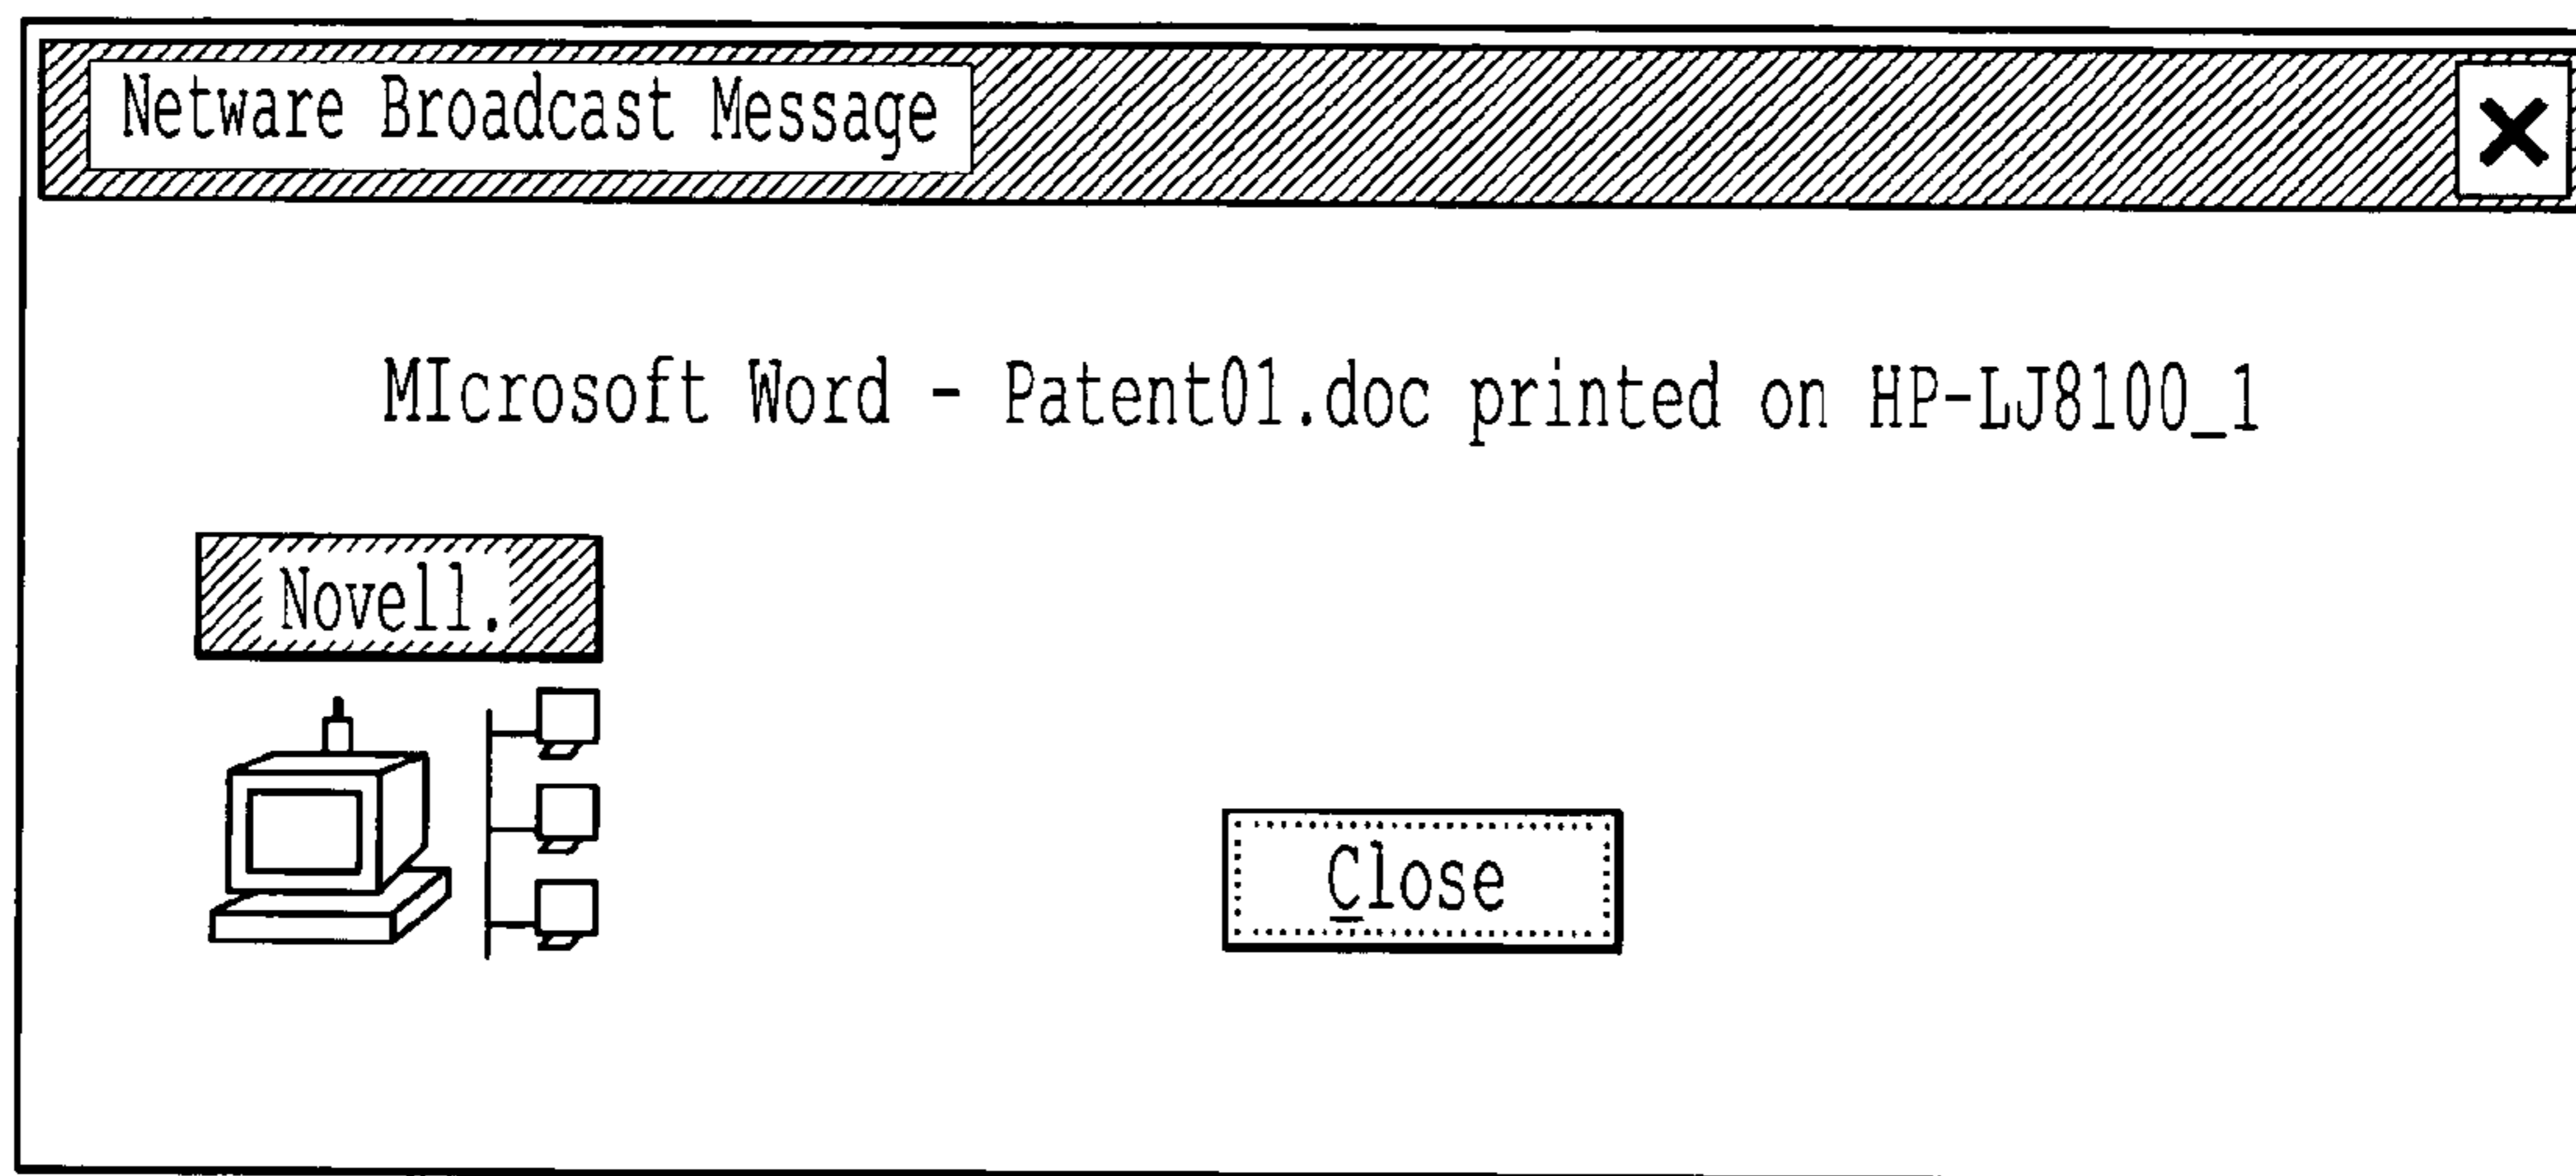 Netware Broadcast Message
MIcrosoft Word - Patent01.doc printed on HP-LJ8100_1
Novell.
Close